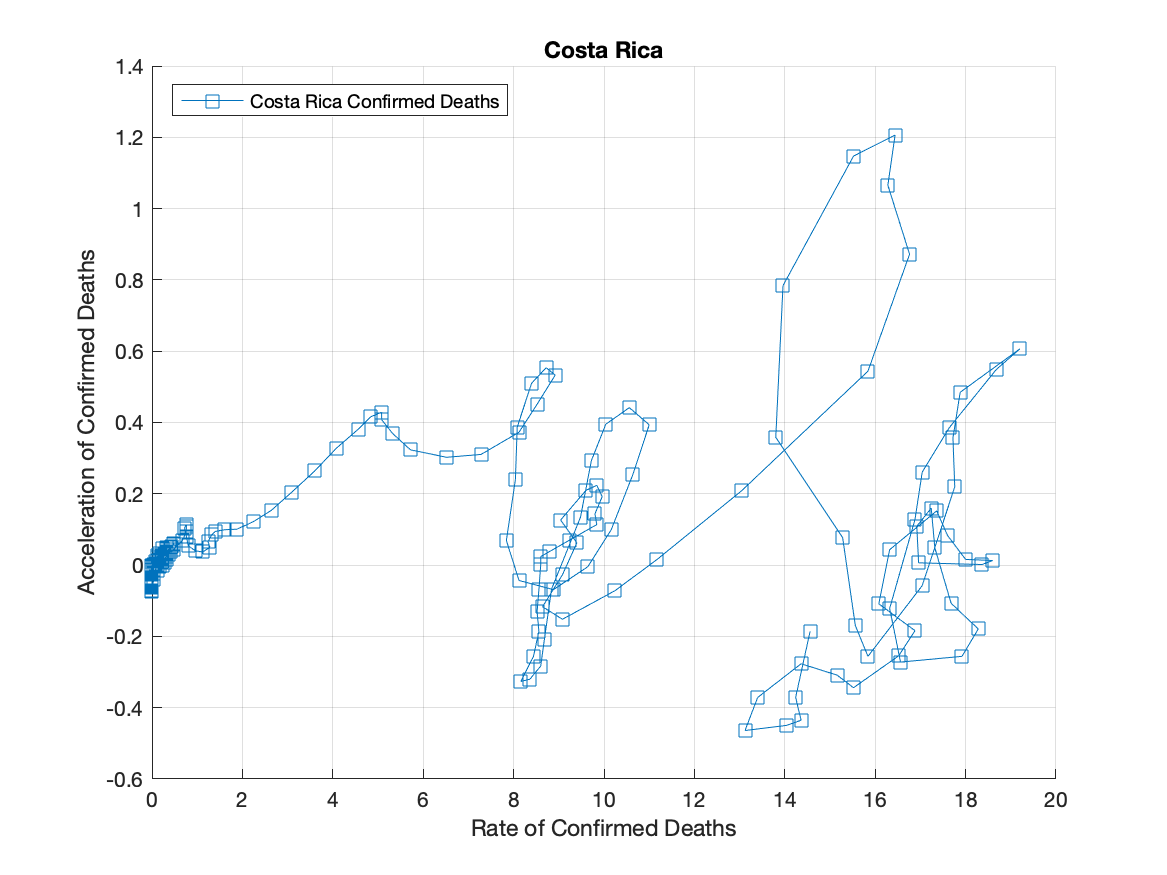 Costa Rica
1.4
Costa Rica Confirmed Deaths
1.2
1
0.8
0.6
0.4
0.2
0
-0.2
-0.4
-0.6
Acceleration of Confirmed Deaths
0 2 4 6 8 10 12 14 16 18 20
Rate of Confirmed Deaths